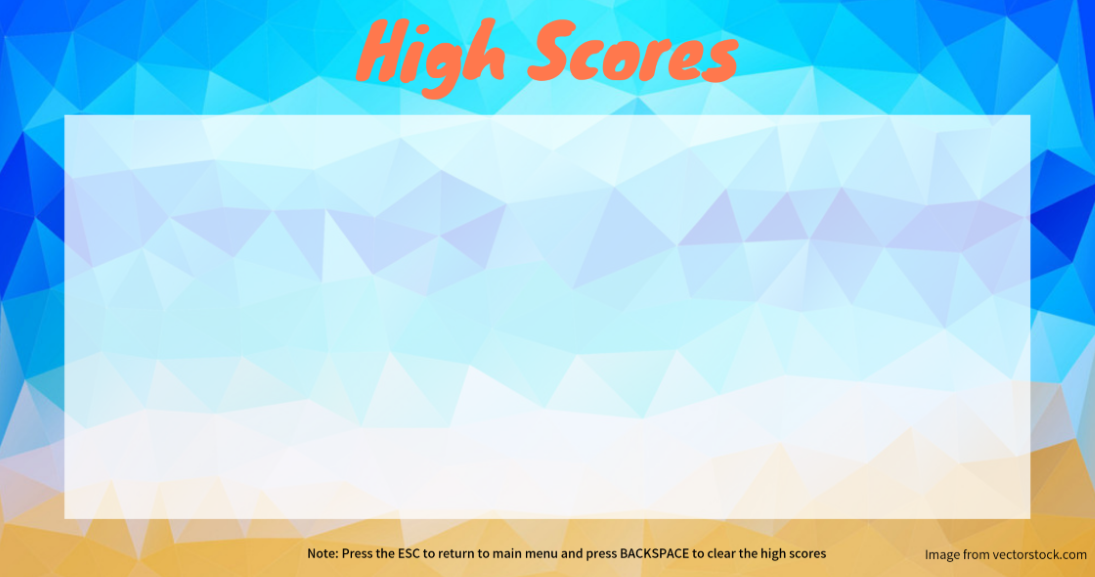 High Scores
Note: Press the ESC to return to main menu and press BACKSPACE to clear the high scores
Image from vectorstock.com